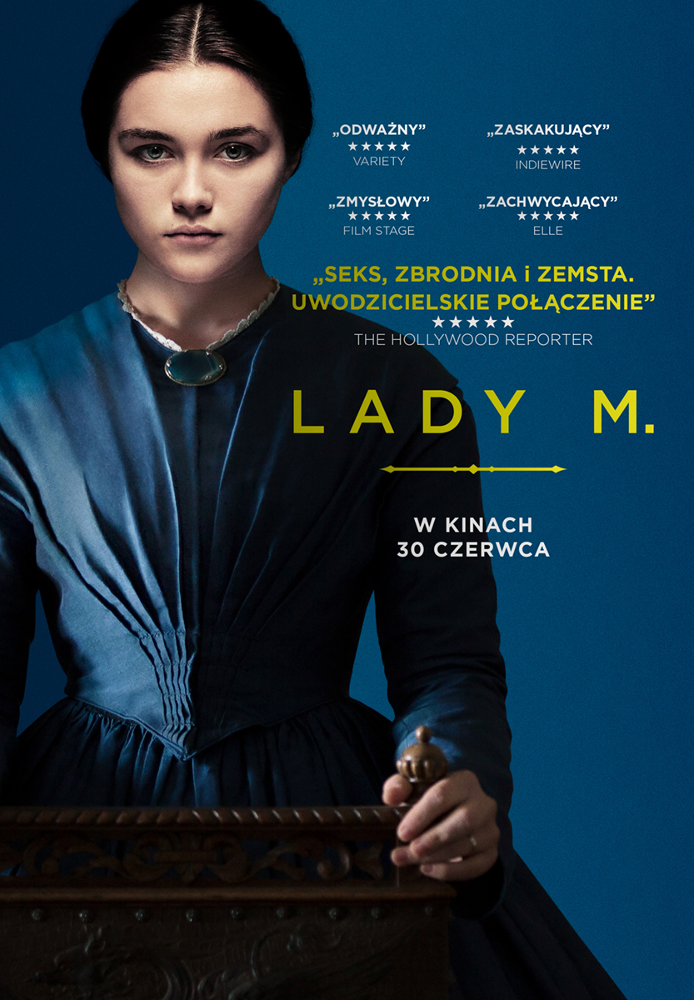 „ODWAŻNY”
★★★★★
VARIETY
„ZASKAKUJĄCY”
★★★★★
INDIEWIRE
„ZMYSŁOWY”
★★★★★
FILM STAGE
„ZACHWYCAJĄCY”
★★★★★
ELLE
„SEKS, ZBRODNIA i ZEMSTA.
UWODZICIELSKIE POŁĄCZENIE”
★★★★★
THE HOLLYWOOD REPORTER
LADY M.
W KINACH
30 CZERWCA